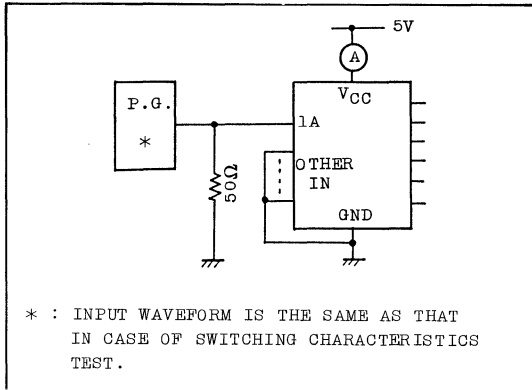 5V
A
P.G.
*
VCC
1A
50Ω
OTHER
IN
GND
* : INPUT WAVEFORM IS THE SAME AS THAT
IN CASE OF SWITCHING CHARACTERISTICS
TEST.